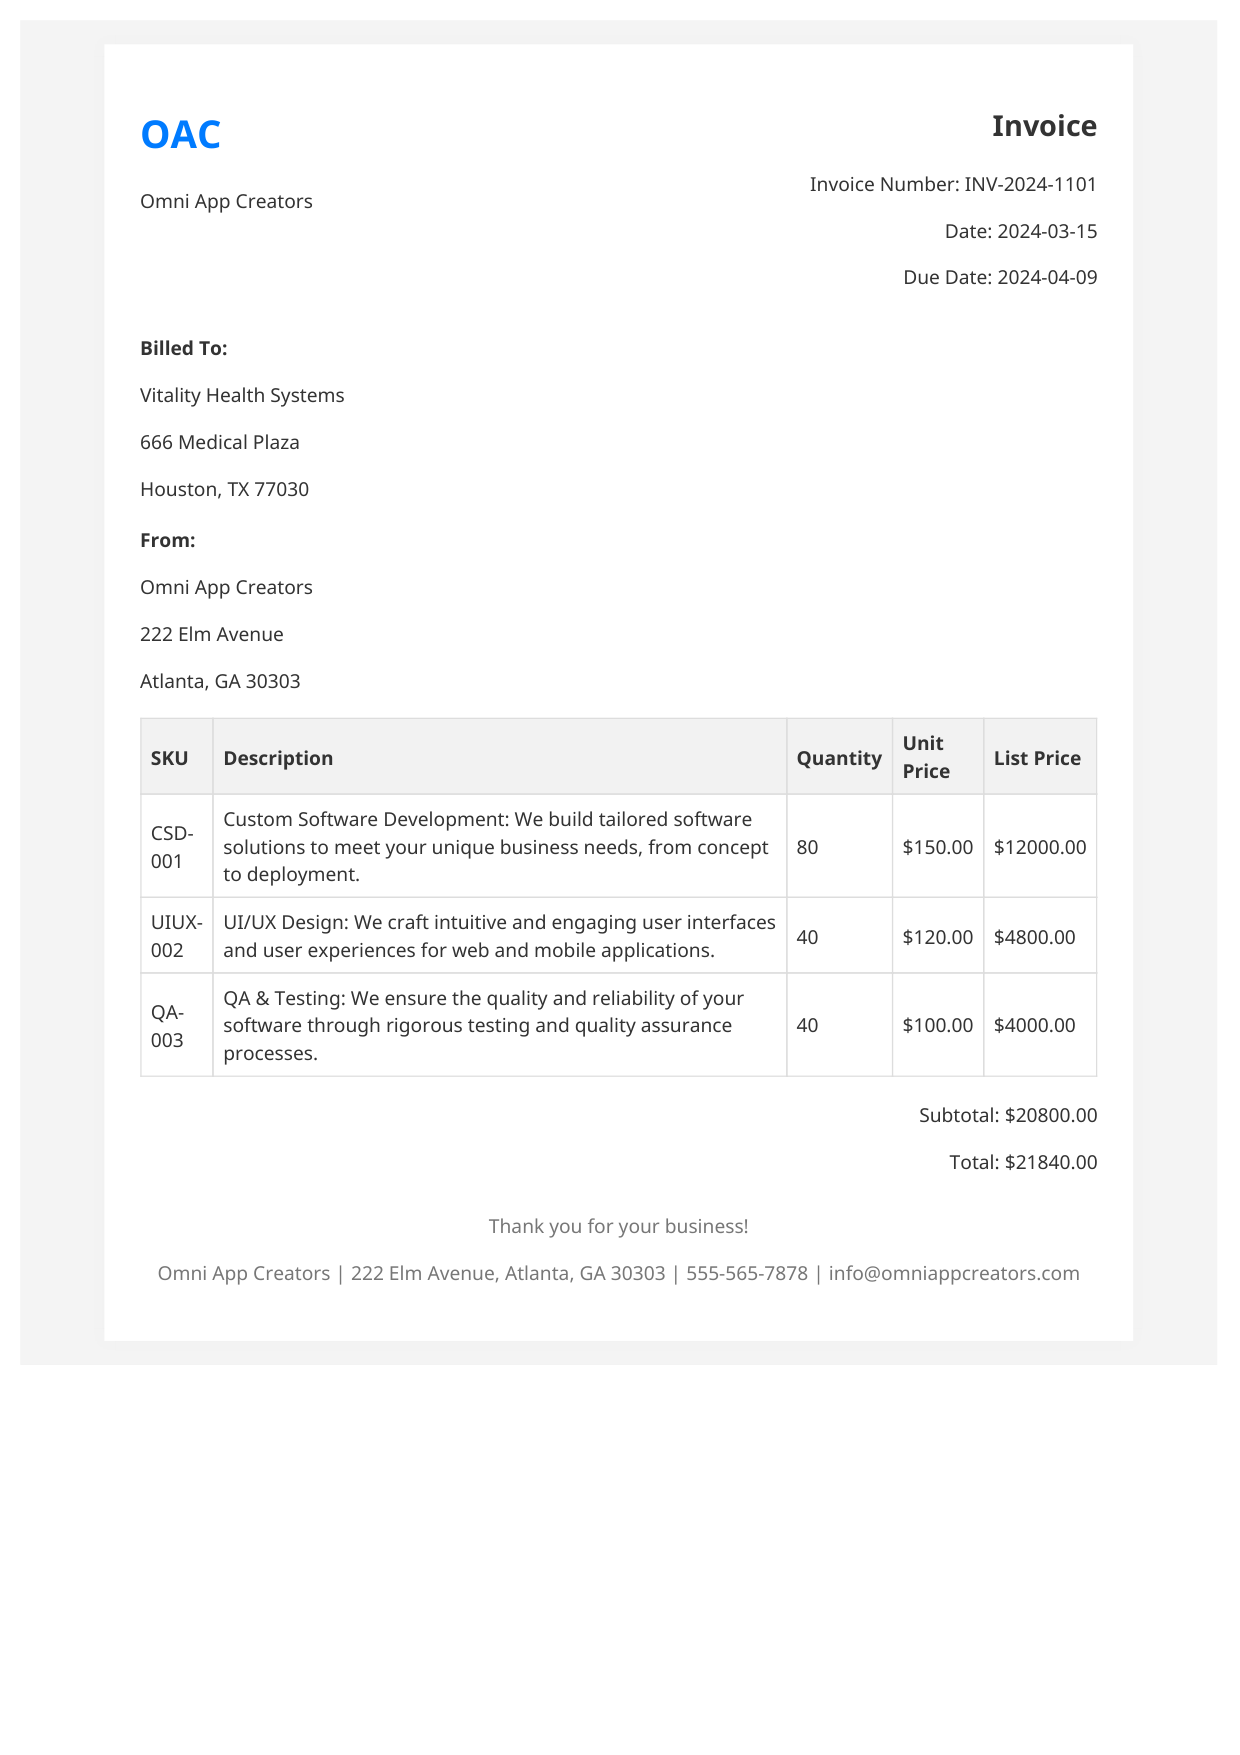 OAC
Omni App Creators
Invoice
Invoice Number: INV-2024-1101
Date: 2024-03-15
Due Date: 2024-04-09
Billed To:
Vitality Health Systems
666 Medical Plaza
Houston, TX 77030
From:
Omni App Creators
222 Elm Avenue
Atlanta, GA 30303
SKU Description Quantity Unit Price List Price
CSD-001 Custom Software Development: We build tailored software solutions to meet your unique business needs, from concept to deployment. 80 $150.00 $12000.00
UIUX-002 UI/UX Design: We craft intuitive and engaging user interfaces and user experiences for web and mobile applications. 40 $120.00 $4800.00
QA-003 QA & Testing: We ensure the quality and reliability of your software through rigorous testing and quality assurance processes. 40 $100.00 $4000.00
Subtotal: $20800.00
Total: $21840.00
Thank you for your business!
Omni App Creators | 222 Elm Avenue, Atlanta, GA 30303 | 555-565-7878 | info@omniappcreators.com